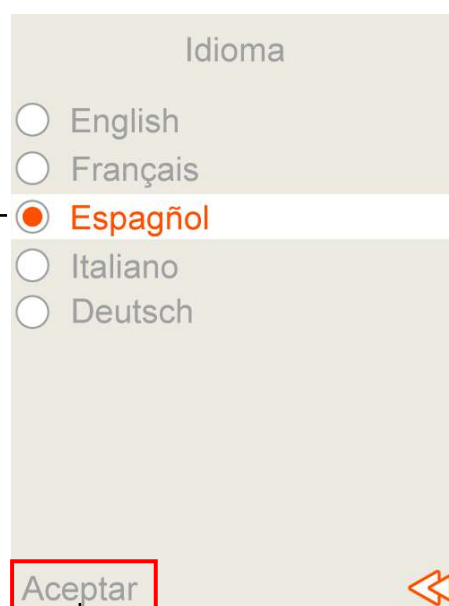 Idioma
English
Français
Espagñol
Italiano
Deutsch
Aceptar